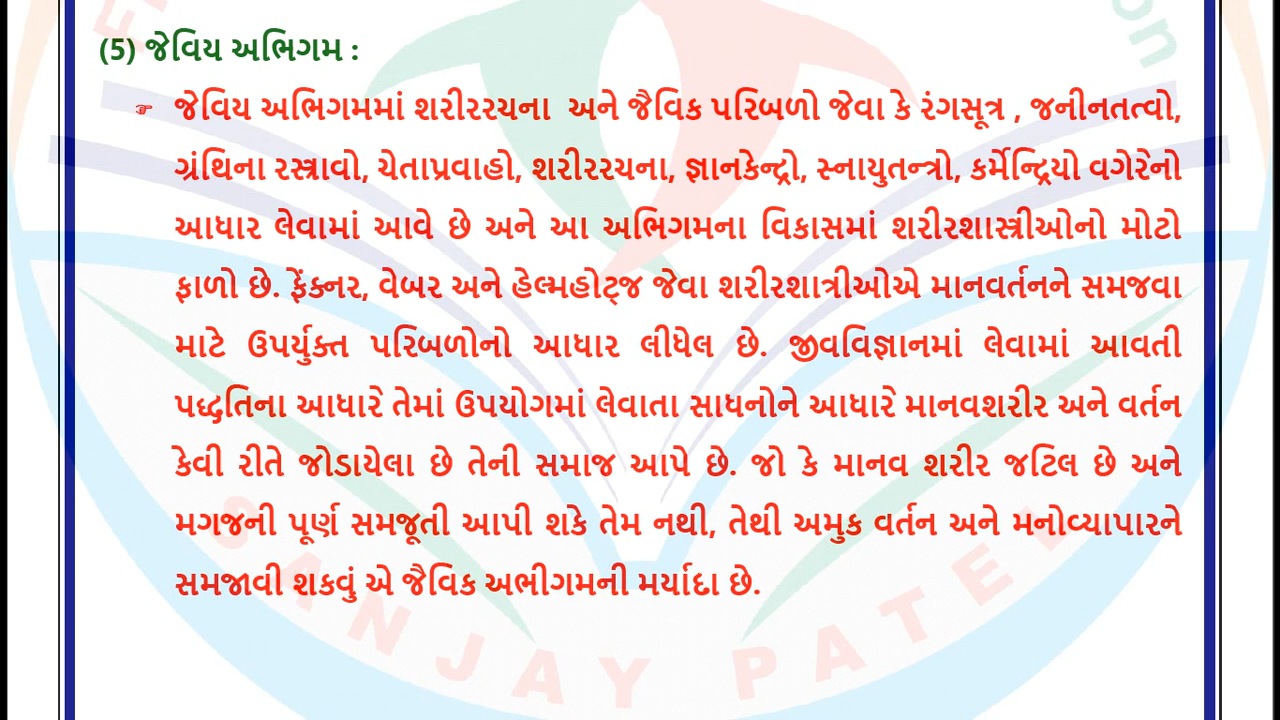 (5) જેવિય અભિગમ :
☞ જેવિય અભિગમમાં શરીરરચના અને જૈવિક પરિબળો જેવા કે રંગસૂત્ર , જનીનતત્વો,
ગ્રંથિના રસ્ત્રાવો, ચેતાપ્રવાહો, શરીરરચના, જ્ઞાનકેન્દ્રો, સ્નાયુતન્ત્રો, કર્મેન્દ્રિયો વગેરેનો
આધાર લેવામાં આવે છે અને આ અભિગમના વિકાસમાં શરીરશાસ્ત્રીઓનો મોટો
ફાળો છે. ફેંક્નર, વેબર અને હેલ્મહોટ્જ જેવા શરીરશાત્રીઓએ માનવર્તનને સમજવા
માટે ઉપર્યુક્ત પરિબળોનો આધાર લીધેલ છે. જીવવિજ્ઞાનમાં લેવામાં આવતી
પદ્ધતિના આધારે તેમાં ઉપયોગમાં લેવાતા સાધનોને આધારે માનવશરીર અને વર્તન
કેવી રીતે જોડાયેલા છે તેની સમાજ આપે છે. જો કે માનવ શરીર જટિલ છે અને
મગજની પૂર્ણ સમજૂતી આપી શકે તેમ નથી, તેથી અમુક વર્તન અને મનોવ્યાપારને
સમજાવી શકવું એ જૈવિક અભીગમની મર્યાદા છે.
SANJAY PATEL